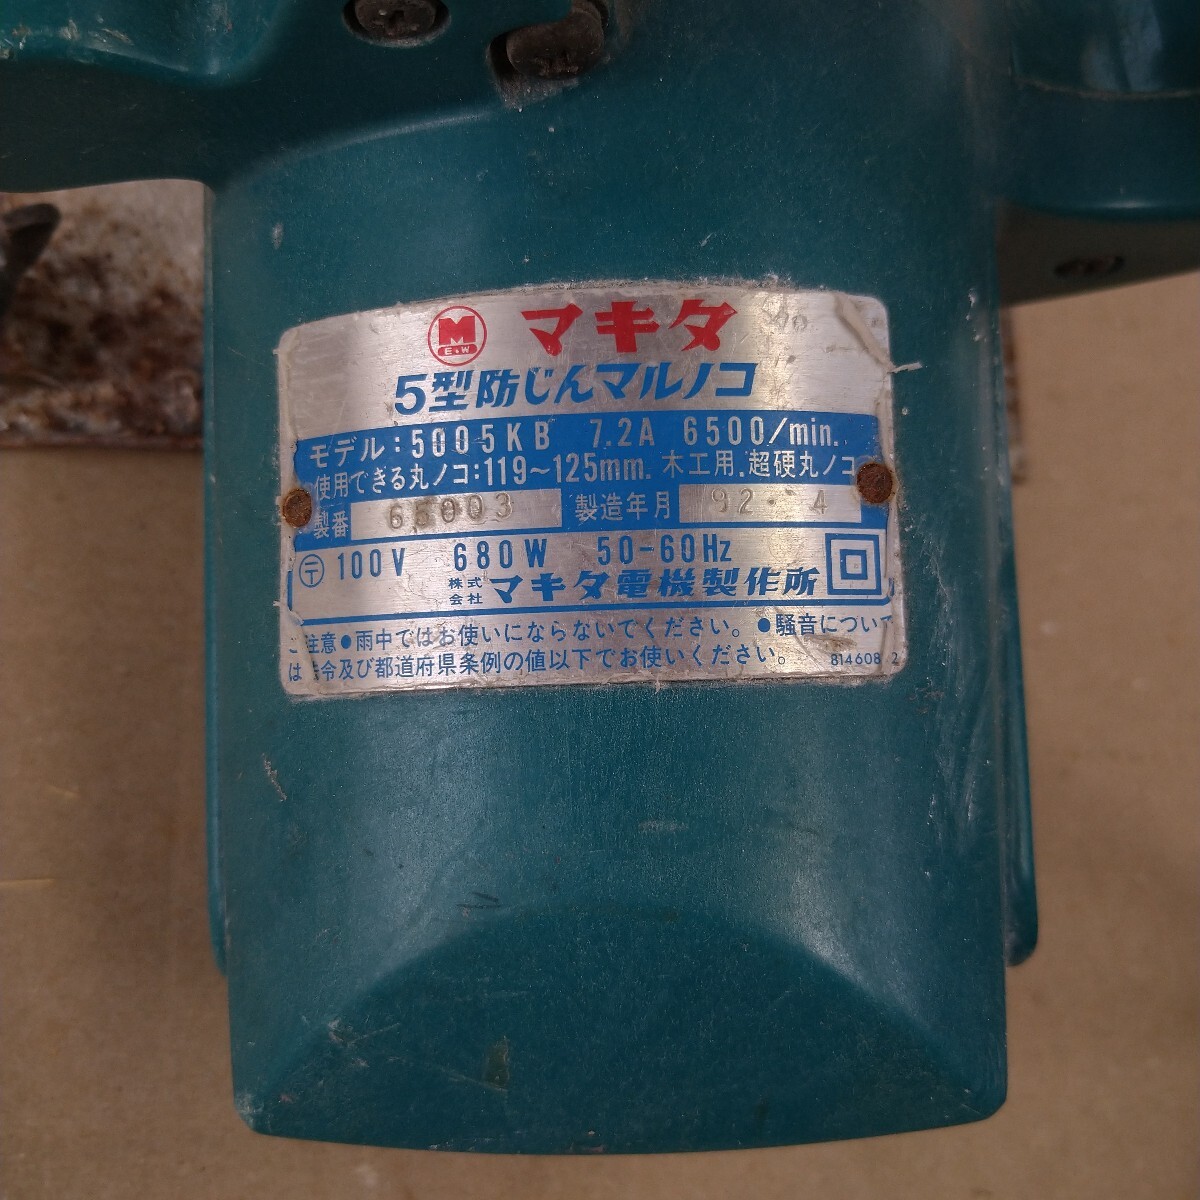 M E.W マキタ
5型防じんマルノコ
モデル:5005KB 7.2A 6500/min.
使用できる丸ノコ:119~125mm. 木工用.超硬丸ノコ
製番 製造年月 92. 4
〒 100V 680W 50-60Hz
株式会社 マキタ電機製作所
ご注意●雨中ではお使いにならないでください。●騒音について
は 令及び都道府県条例の値以下でお使いください。 81460